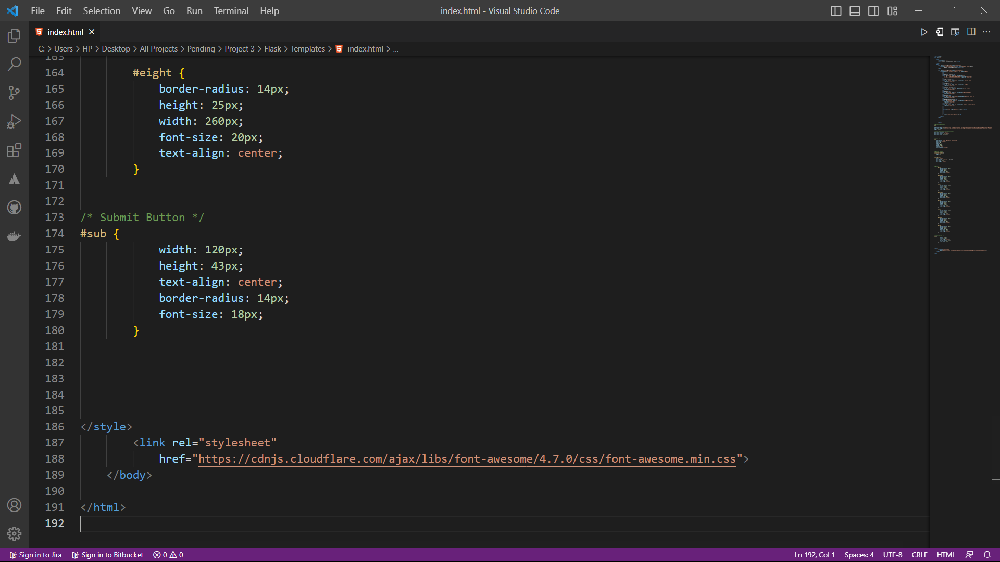 File Edit Selection View Go Run Terminal Help index.html - Visual Studio Code
index.html
C: > Users > HP > Desktop > All Projects > Pending > Project 3 > Flask > Templates > index.html > ...
163
164 #eight {
165 border-radius: 14px;
166 height: 25px;
167 width: 260px;
168 font-size: 20px;
169 text-align: center;
170 }
171
172
173 /* Submit Button */
174 #sub {
175 width: 120px;
176 height: 43px;
177 text-align: center;
178 border-radius: 14px;
179 font-size: 18px;
180 }
181
182
183
184
185
186 </style>
187 <link rel="stylesheet"
188 href="https://cdnjs.cloudflare.com/ajax/libs/font-awesome/4.7.0/css/font-awesome.min.css">
189 </body>
190
191 </html>
192
Sign in to Jira Sign in to Bitbucket 0 0 Ln 192, Col 1 Spaces: 4 UTF-8 CRLF HTML